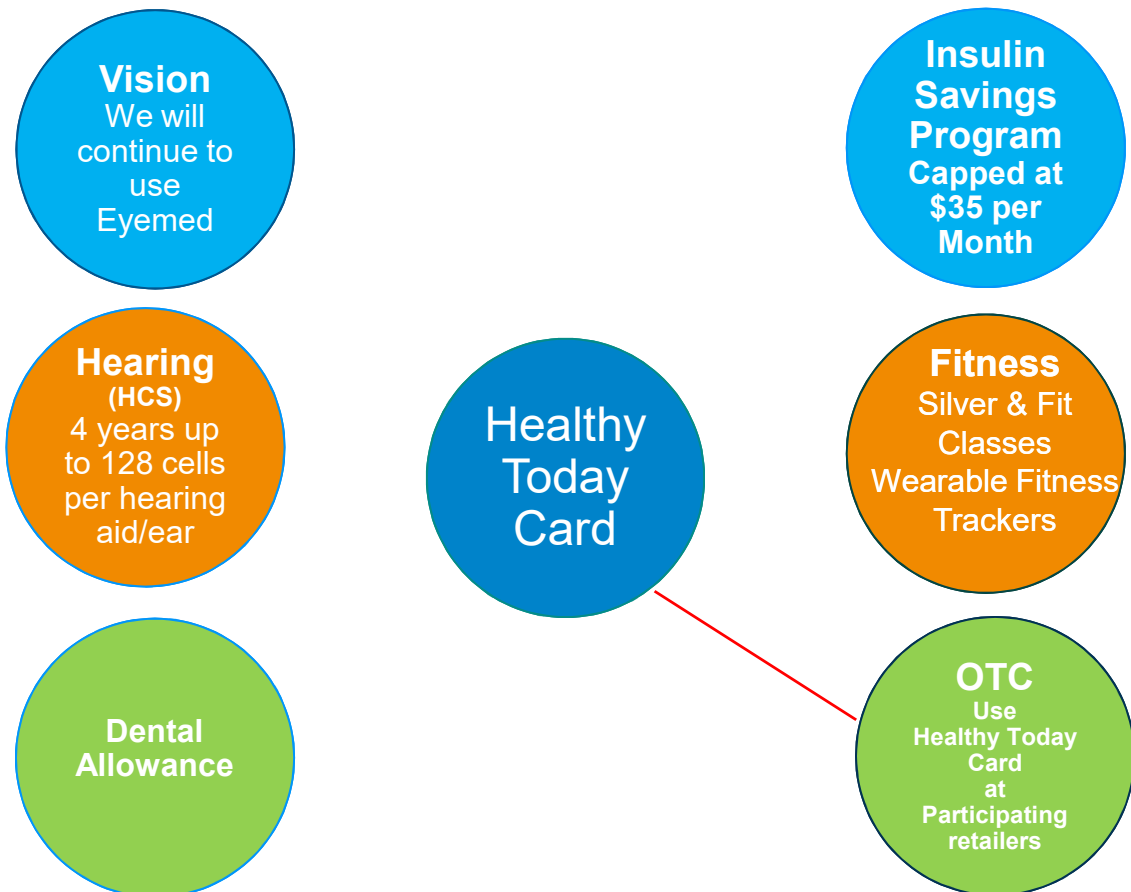 Vision
We will
continue to
use
Eyemed
Hearing
(HCS)
4 years up
to 128 cells
per hearing
aid/ear
Dental
Allowance
Healthy
Today
Card
Insulin
Savings
Program
Capped at
$35 per
Month
Fitness
Silver & Fit
Classes
Wearable Fitness
Trackers
OTC
Use
Healthy Today
Card
at
Participating
retailers